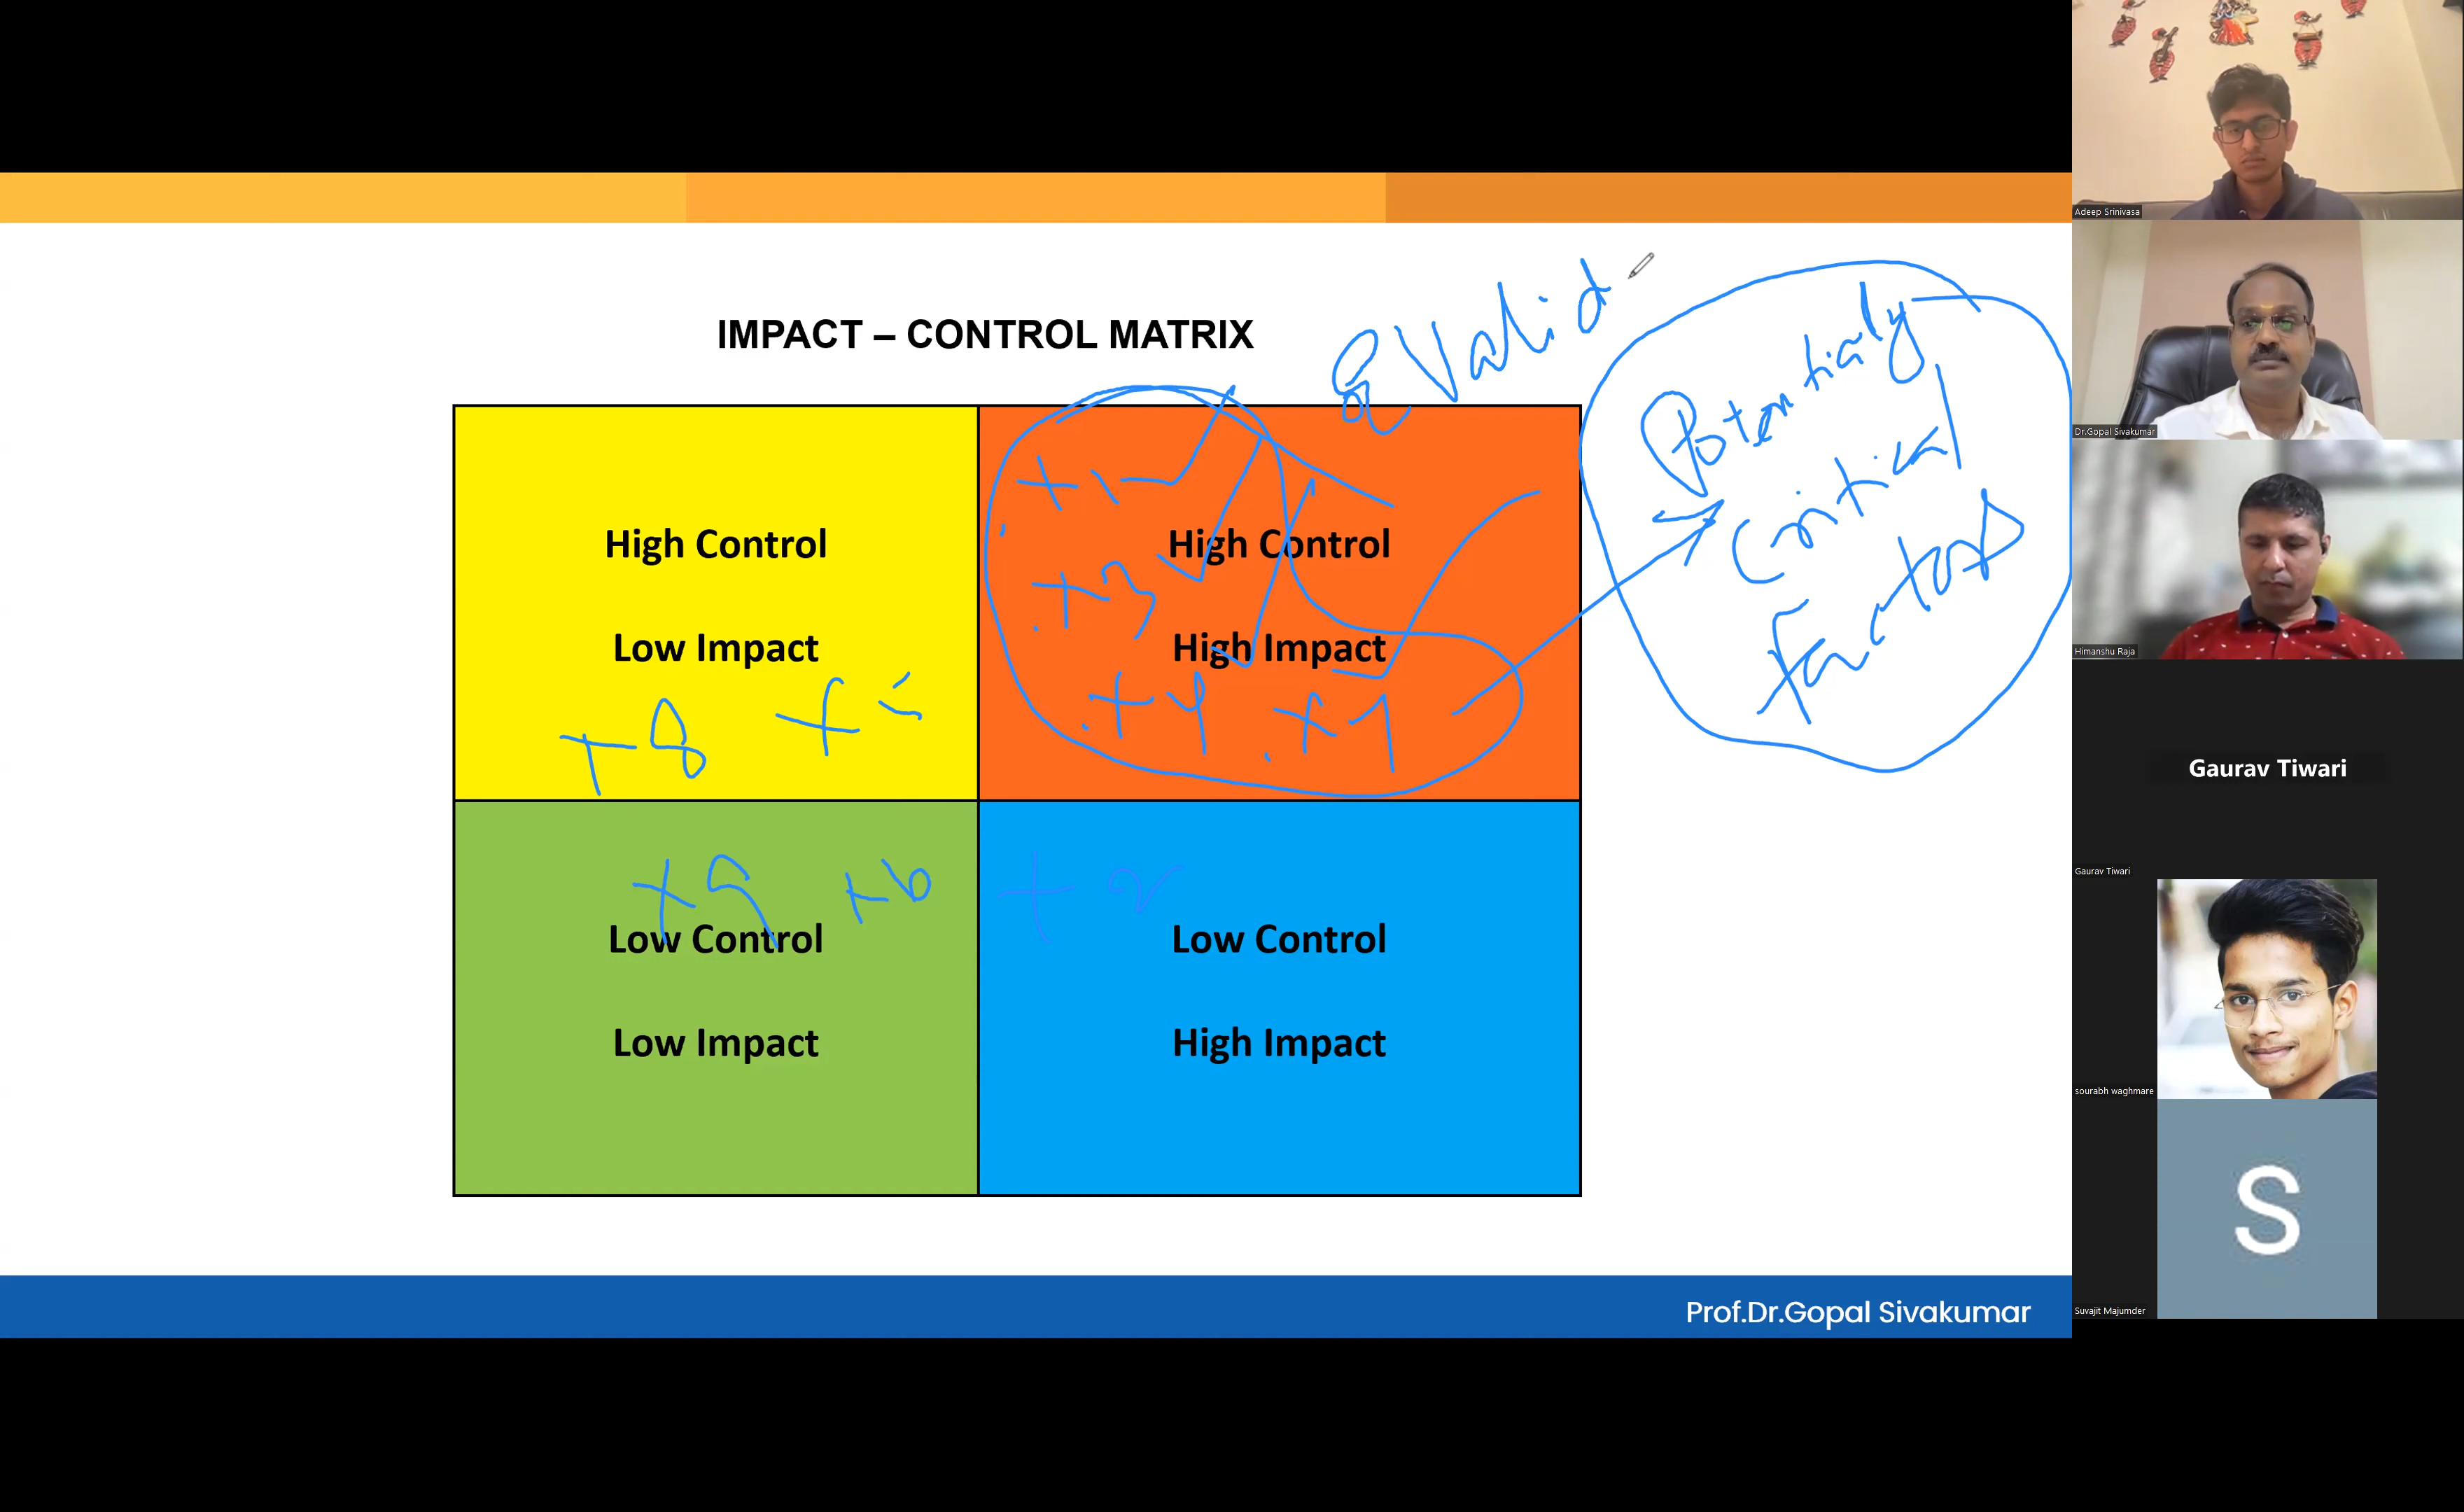 IMPACT – CONTROL MATRIX
& Valid
Potentialy
Critical
Factors
High Control
Low Impact
x8 x5
x1
High Control
x3
High Impact
x4 x7
x9 x6
Low Control
Low Impact
x2
Low Control
High Impact
Prof.Dr.Gopal Sivakumar
Adeep Srinivasa
Dr.Gopal Sivakumar
Himanshu Raja
Gaurav Tiwari
Gaurav Tiwari
sourabh waghmare
S
Suvajit Majumder